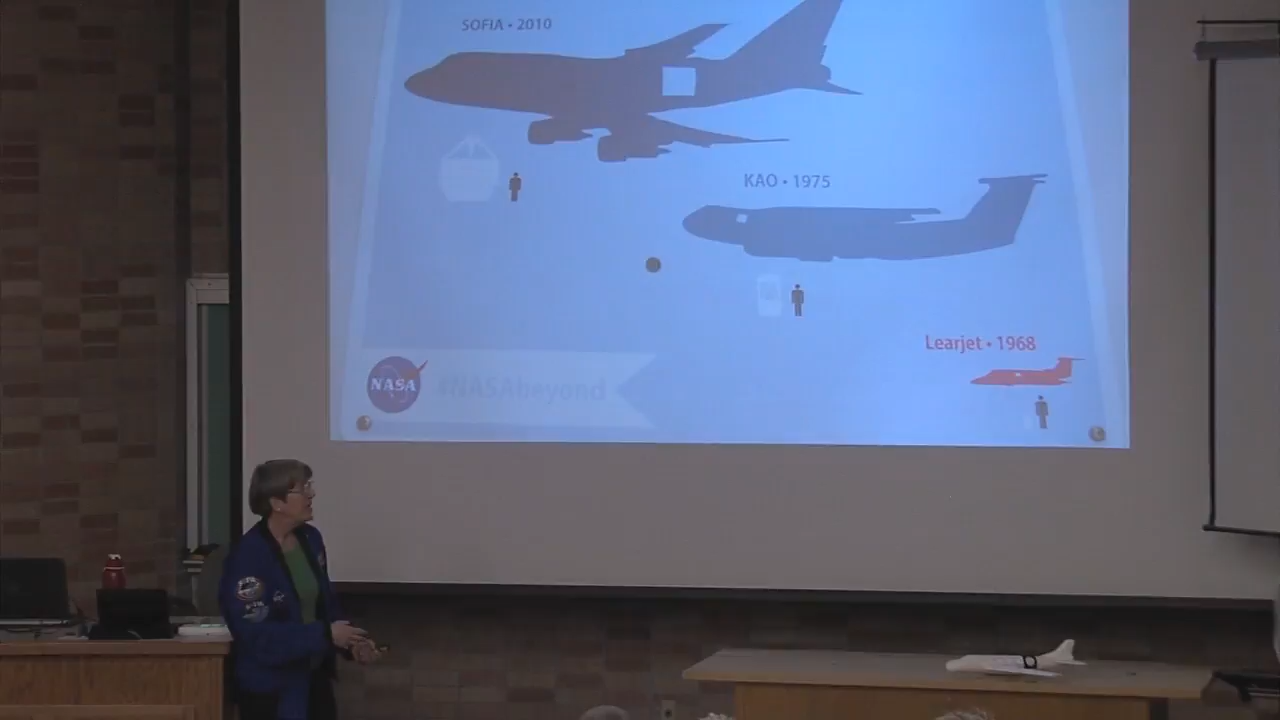 SOFIA • 2010
KAO • 1975
Learjet • 1968
NASA
#NASAbeyond